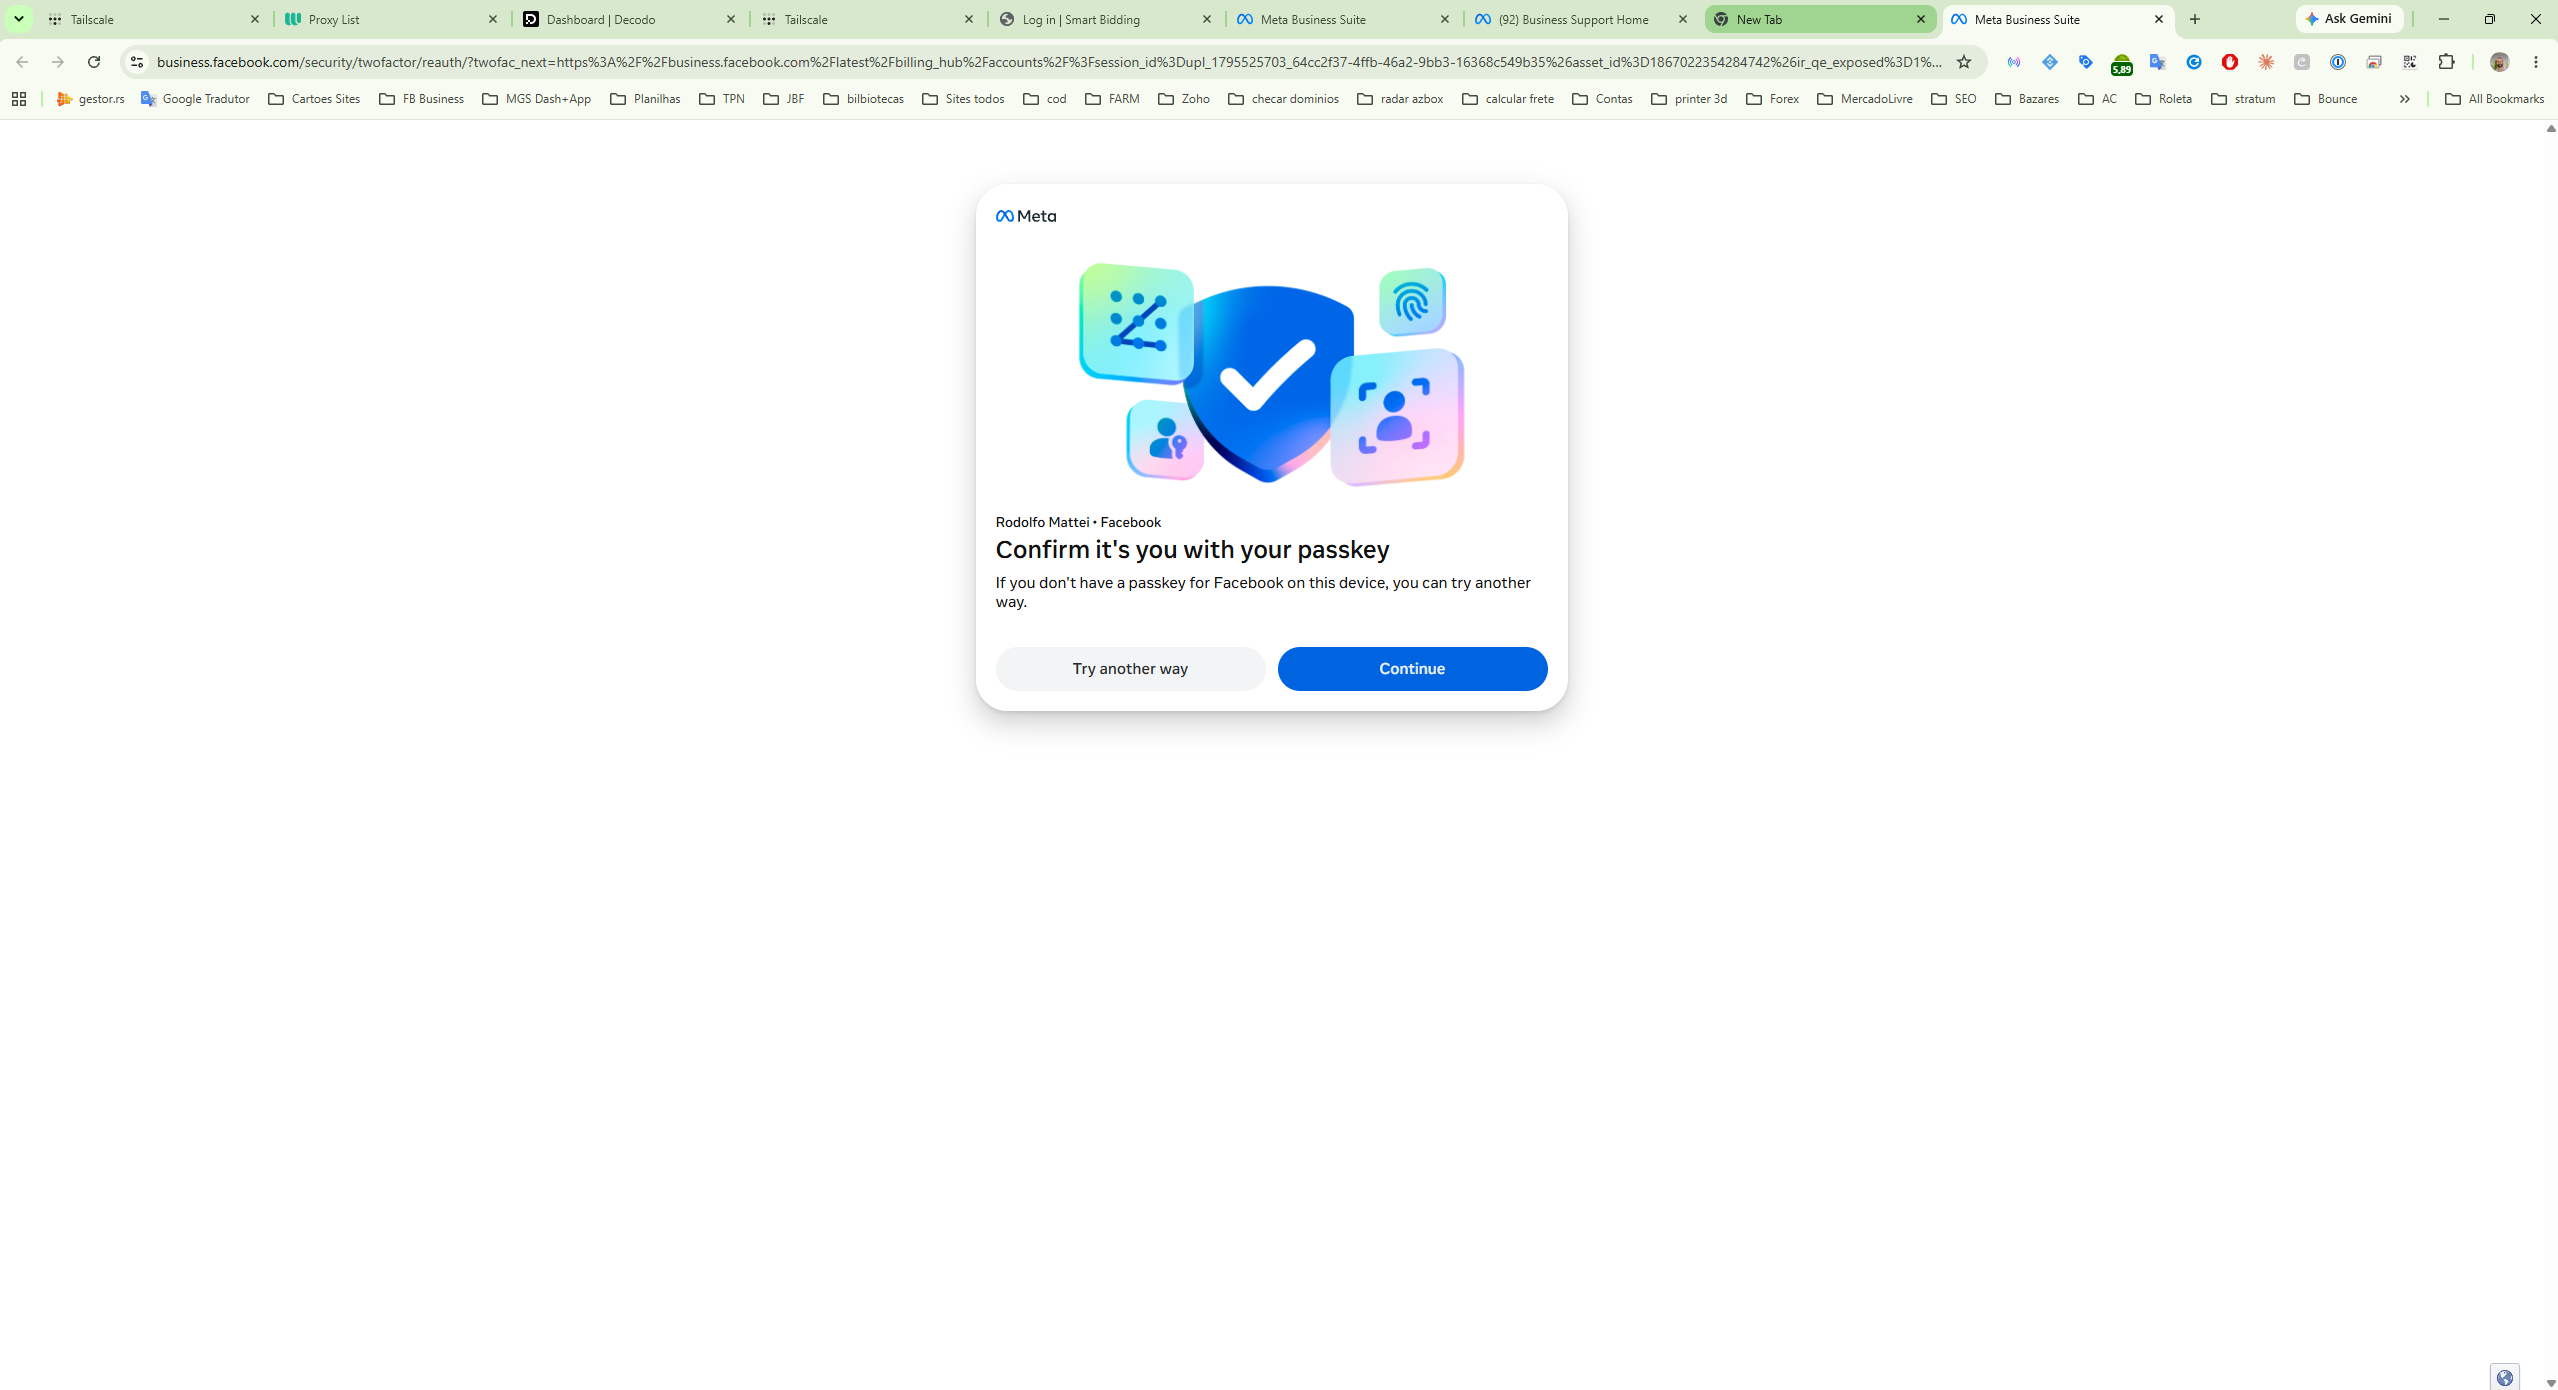 Tailscale
Proxy List
Dashboard | Decodo
Tailscale
Log in | Smart Bidding
Meta Business Suite
(92) Business Support Home
New Tab
Meta Business Suite
Ask Gemini
business.facebook.com/security/twofactor/reauth/?twofac_next=https%3A%2F%2Fbusiness.facebook.com%2Flatest%2Fbilling_hub%2Faccounts%2F%3Fsession_id%3Dupl_1795525703_64cc2f37-4ffb-46a2-9bb3-16368c549b35%26asset_id%3D1867022354284742%26ir_qe_exposed%3D1%...
5,89
gestor.rs
Google Tradutor
Cartoes Sites
FB Business
MGS Dash+App
Planilhas
TPN
JBF
bilbiotecas
Sites todos
cod
FARM
Zoho
checar dominios
radar azbox
calcular frete
Contas
printer 3d
Forex
MercadoLivre
SEO
Bazares
AC
Roleta
stratum
Bounce
All Bookmarks
Meta
Rodolfo Mattei • Facebook
Confirm it's you with your passkey
If you don't have a passkey for Facebook on this device, you can try another
way.
Try another way
Continue